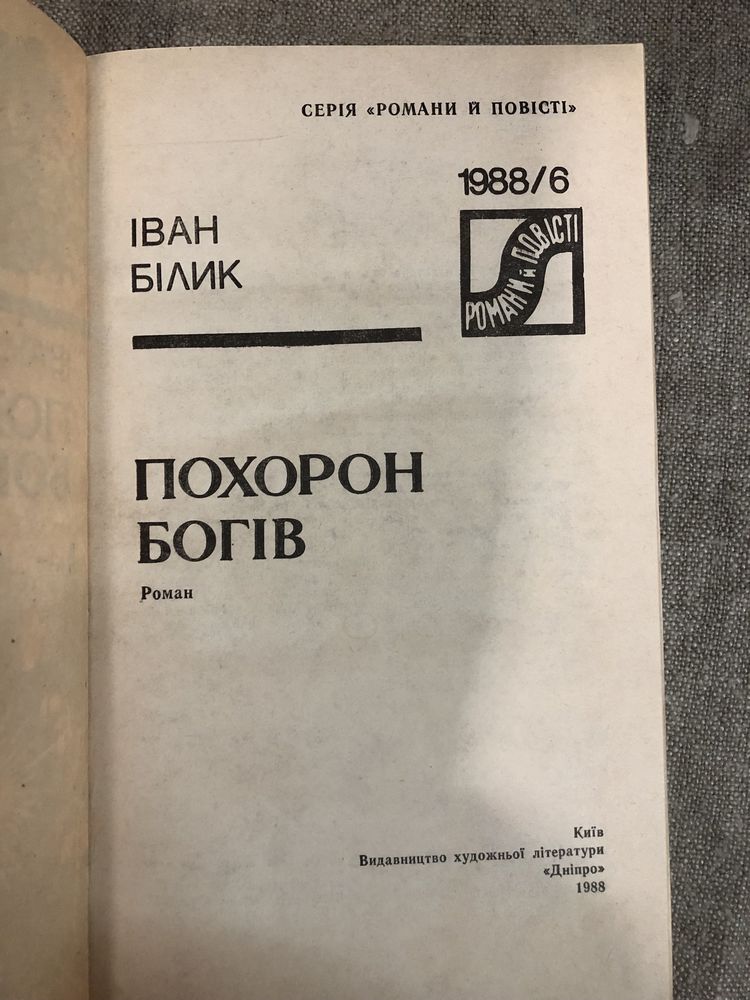 СЕРІЯ «РОМАНИ Й ПОВІСТІ»
1988/6
РОМАНИ Й ПОВІСТІ
ІВАН
БІЛИК
ПОХОРОН
БОГІВ
Роман
Київ
Видавництво художньої літератури
«Дніпро»
1988